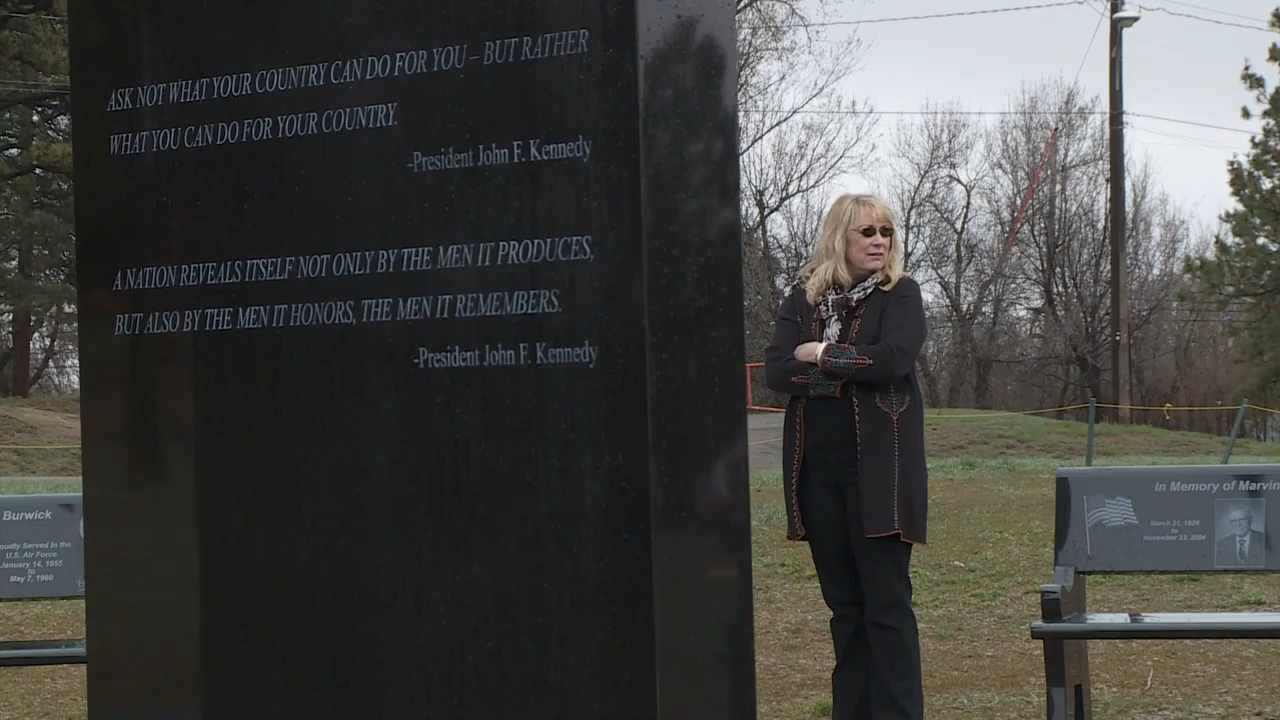 ASK NOT WHAT YOUR COUNTRY CAN DO FOR YOU – BUT RATHER
WHAT YOU CAN DO FOR YOUR COUNTRY.
-President John F. Kennedy
A NATION REVEALS ITSELF NOT ONLY BY THE MEN IT PRODUCES,
BUT ALSO BY THE MEN IT HONORS, THE MEN IT REMEMBERS.
-President John F. Kennedy
Burwick
oudly Served in the
U.S. Air Force
January 14, 1955
to
May 7, 1960
In Memory of Marvin
March 31, 1926
to
November 23, 2004